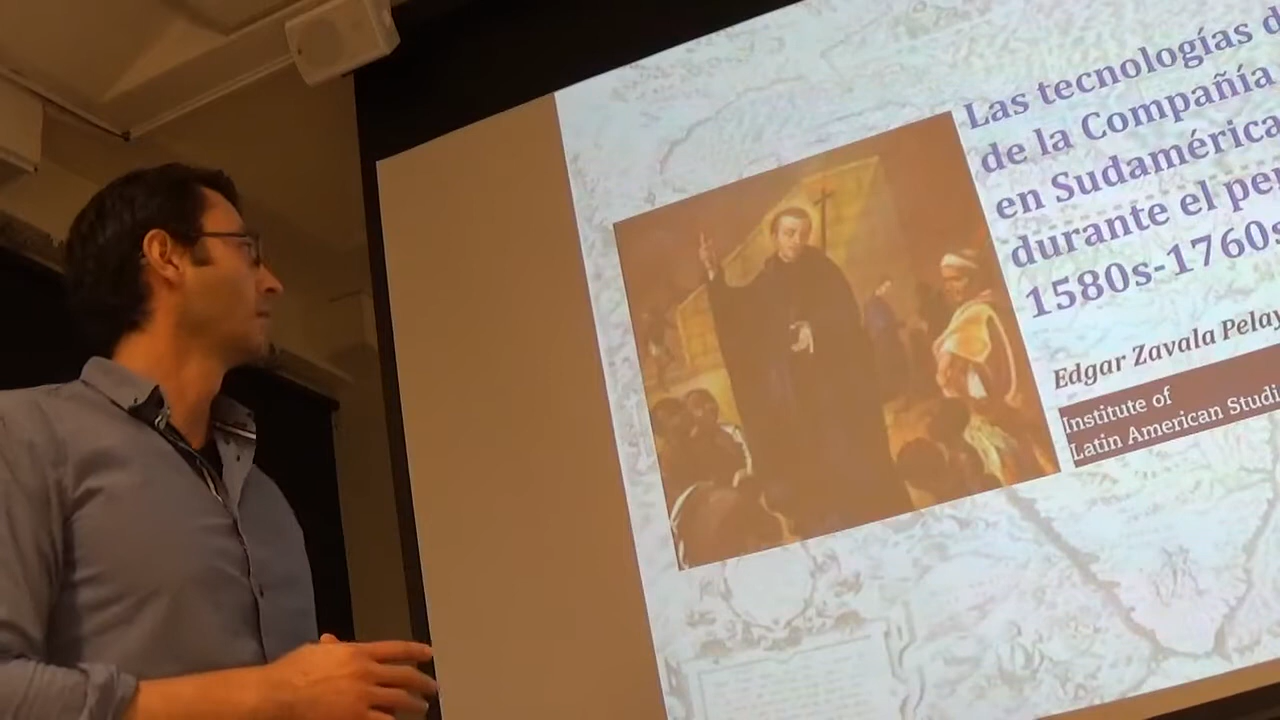 Las tecnologías d
de la Compañía
en Sudamérica
durante el per
1580s-1760s
Edgar Zavala Pelay
Institute of
Latin American Studi